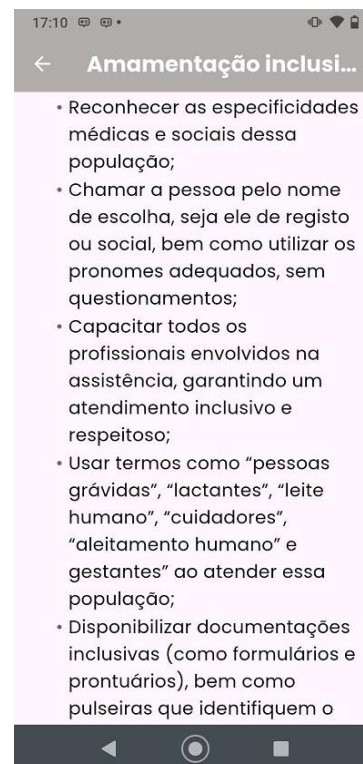 17:10
Amamentação inclusi...
• Reconhecer as especificidades
médicas e sociais dessa
população;
• Chamar a pessoa pelo nome
de escolha, seja ele de registo
ou social, bem como utilizar os
pronomes adequados, sem
questionamentos;
• Capacitar todos os
profissionais envolvidos na
assistência, garantindo um
atendimento inclusivo e
respeitoso;
• Usar termos como “pessoas
grávidas”, “lactantes”, “leite
humano”, “cuidadores”,
“aleitamento humano” e
gestantes” ao atender essa
população;
• Disponibilizar documentações
inclusivas (como formulários e
prontuários), bem como
pulseiras que identifiquem o